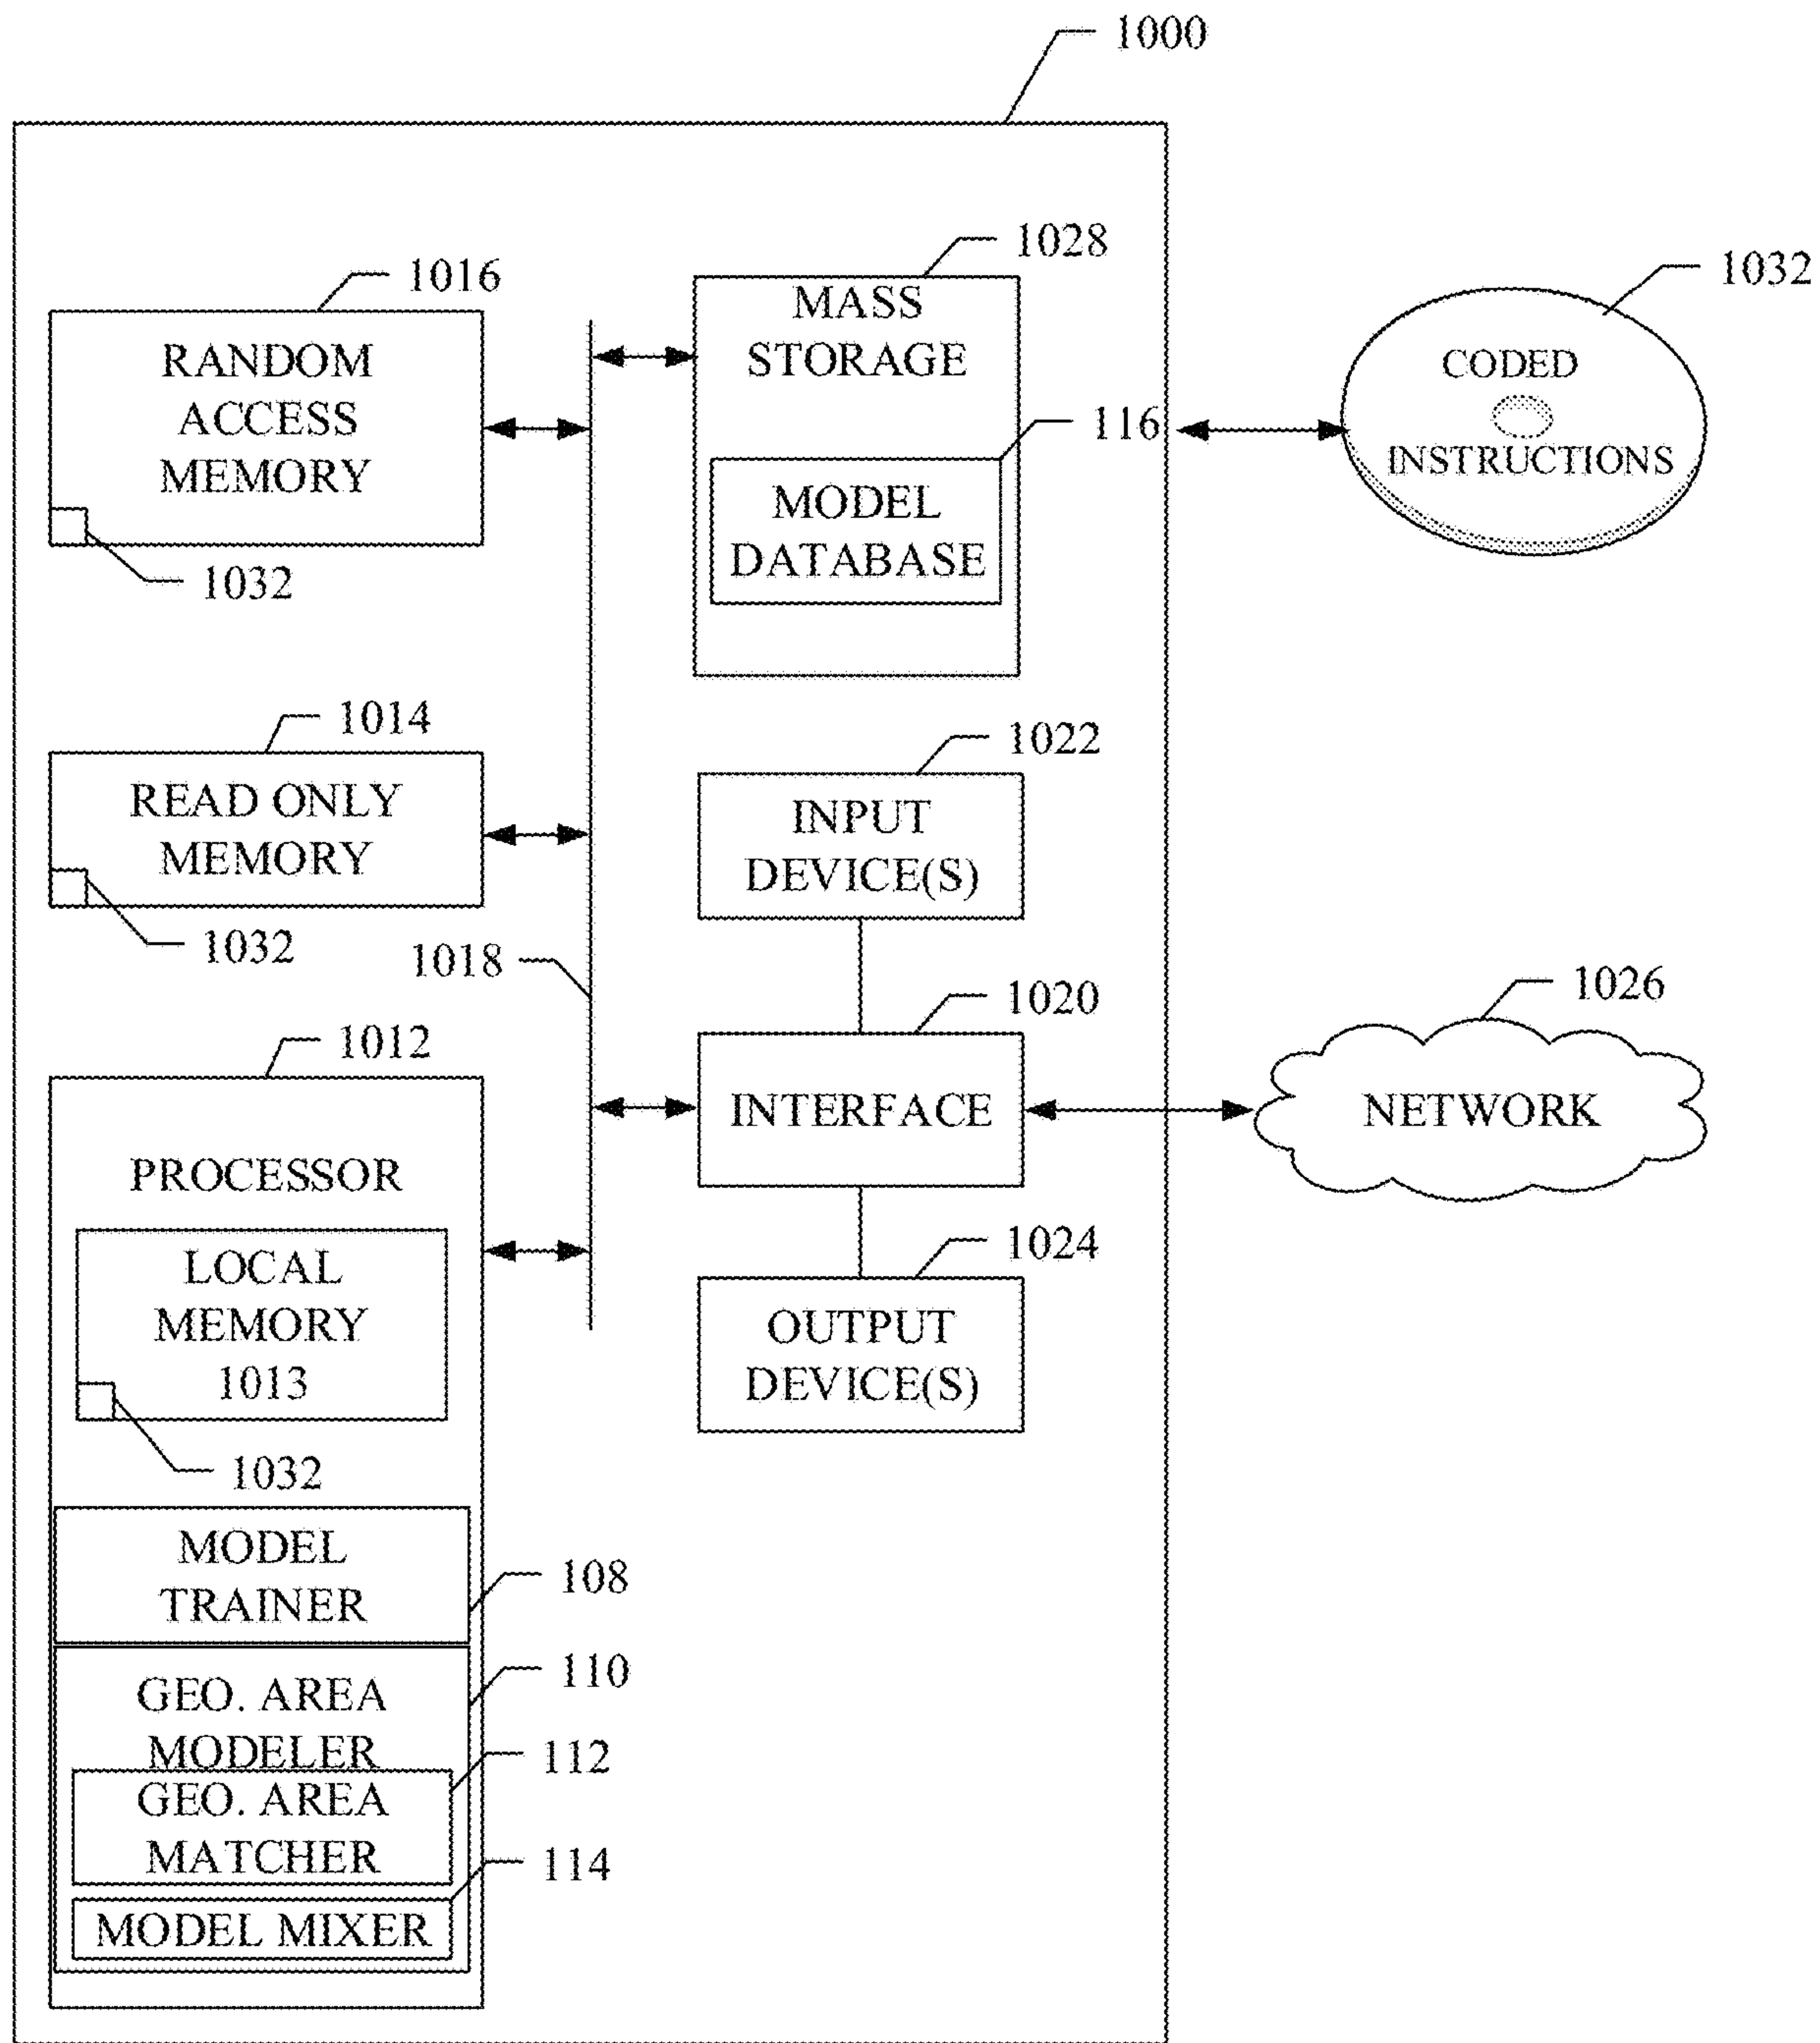 1000
1016
RANDOM
ACCESS
MEMORY
1032
1028
MASS
STORAGE
116
MODEL
DATABASE
1032
CODED
INSTRUCTIONS
1014
READ ONLY
MEMORY
1032
1018
1022
INPUT
DEVICE(S)
1020
INTERFACE
1026
NETWORK
1024
OUTPUT
DEVICE(S)
1012
PROCESSOR
LOCAL
MEMORY
1013
1032
MODEL
TRAINER
108
GEO. AREA
MODELER
110
GEO. AREA
MATCHER
112
MODEL MIXER
114